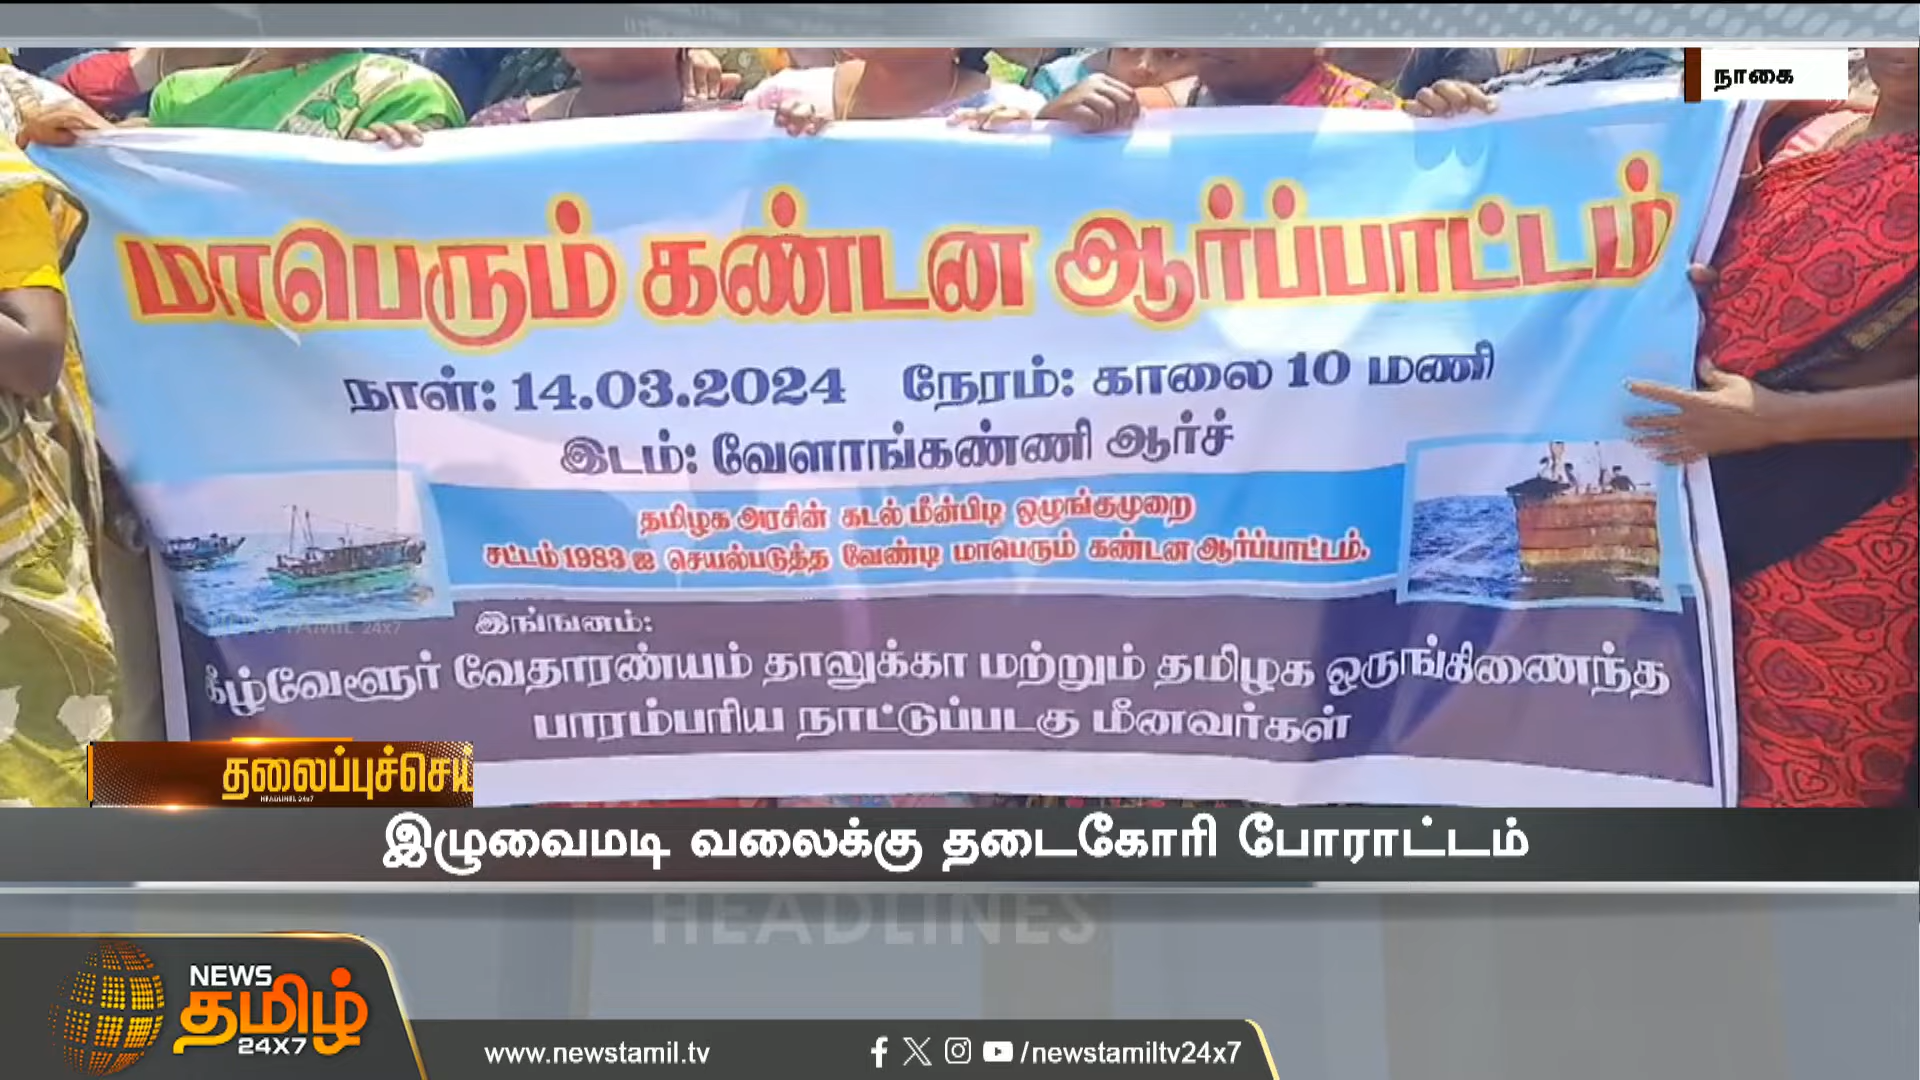 நாகை
மாபெரும் கண்டன ஆர்ப்பாட்டம்
நாள்: 14.03.2024 நேரம்: காலை 10 மணி
இடம்: வேளாங்கண்ணி ஆர்ச்
தமிழக அரசின் கடல் மீன்பிடி ஒழுங்குமுறை
சட்டம் 1983 ஐ செயல்படுத்த வேண்டி மாபெரும் கண்டன ஆர்ப்பாட்டம்.
இங்ஙனம்:
கீழ்வேளூர் வேதாரண்யம் தாலுக்கா மற்றும் தமிழக ஒருங்கிணைந்த
பாரம்பரிய நாட்டுப்படகு மீனவர்கள்
தலைப்புச்செய்
HEADLINES 24x7
இழுவைமடி வலைக்கு தடைகோரி போராட்டம்
HEADLINES
NEWS
தமிழ்
24X7
www.newstamil.tv
/newstamiltv24x7